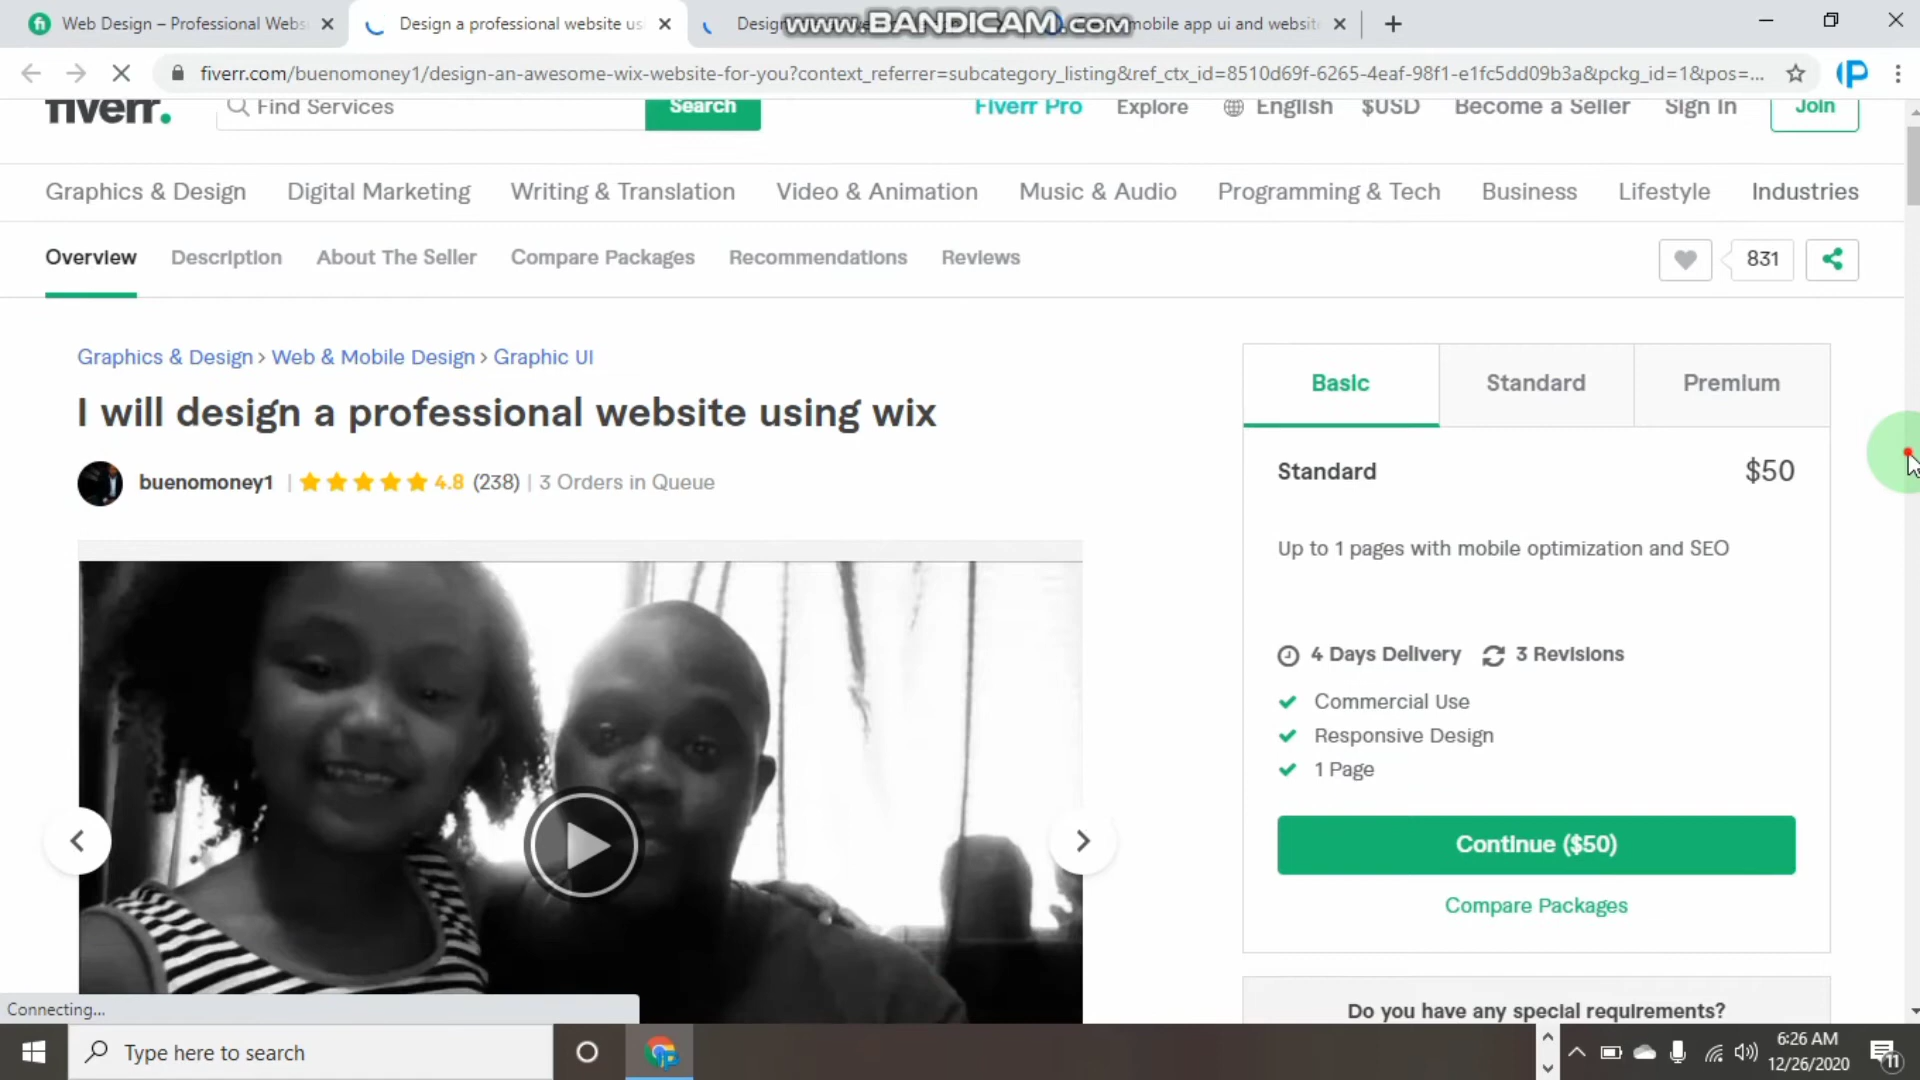 Web Design – Professional Webs
Design a professional website us
Design
mobile app ui and website
www.BANDICAM.com
fiverr.com/buenomoney1/design-an-awesome-wix-website-for-you?context_referrer=subcategory_listing&ref_ctx_id=8510d69f-6265-4eaf-98f1-e1fc5dd09b3a&pckg_id=1&pos=...
fiverr.
Find Services
Search
Fiverr Pro
Explore
English
$USD
Become a Seller
Sign In
Join
Graphics & Design
Digital Marketing
Writing & Translation
Video & Animation
Music & Audio
Programming & Tech
Business
Lifestyle
Industries
Overview
Description
About The Seller
Compare Packages
Recommendations
Reviews
831
Graphics & Design > Web & Mobile Design > Graphic UI
I will design a professional website using wix
buenomoney1 | 4.8 (238) | 3 Orders in Queue
Basic
Standard
Premium
Standard
$50
Up to 1 pages with mobile optimization and SEO
4 Days Delivery
3 Revisions
Commercial Use
Responsive Design
1 Page
Continue ($50)
Compare Packages
Do you have any special requirements?
Connecting...
Type here to search
6:26 AM
12/26/2020
11